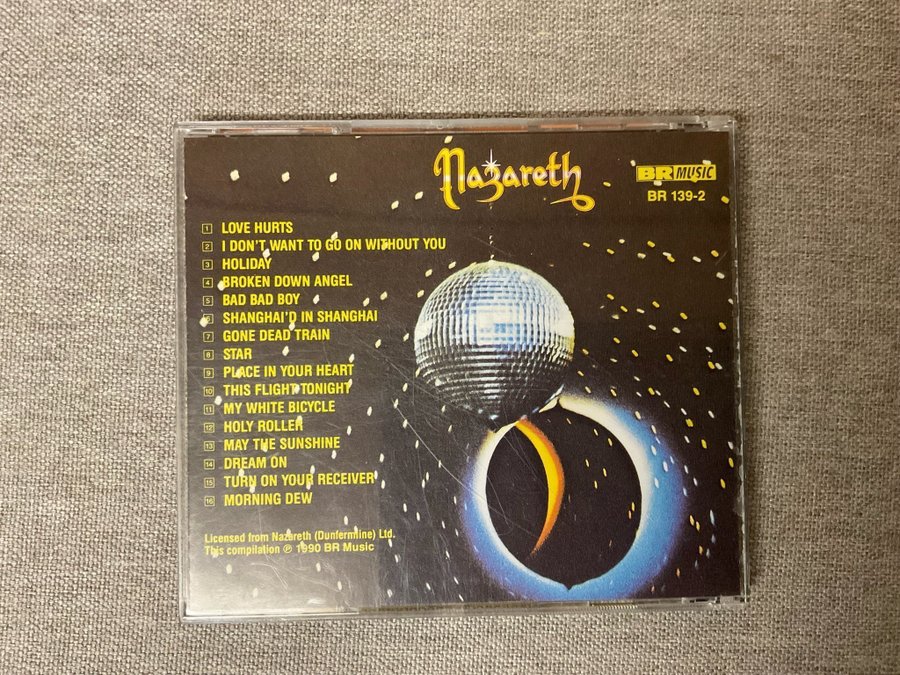 Nazareth
BR MUSIC
BR 139-2
1 LOVE HURTS
2 I DON'T WANT TO GO ON WITHOUT YOU
3 HOLIDAY
4 BROKEN DOWN ANGEL
5 BAD BAD BOY
6 SHANGHAI'D IN SHANGHAI
7 GONE DEAD TRAIN
8 STAR
9 PLACE IN YOUR HEART
10 THIS FLIGHT TONIGHT
11 MY WHITE BICYCLE
12 HOLY ROLLER
13 MAY THE SUNSHINE
14 DREAM ON
15 TURN ON YOUR RECEIVER
16 MORNING DEW
Licensed from Nazareth (Dunfermline) Ltd.
This compilation ℗ 1990 BR Music